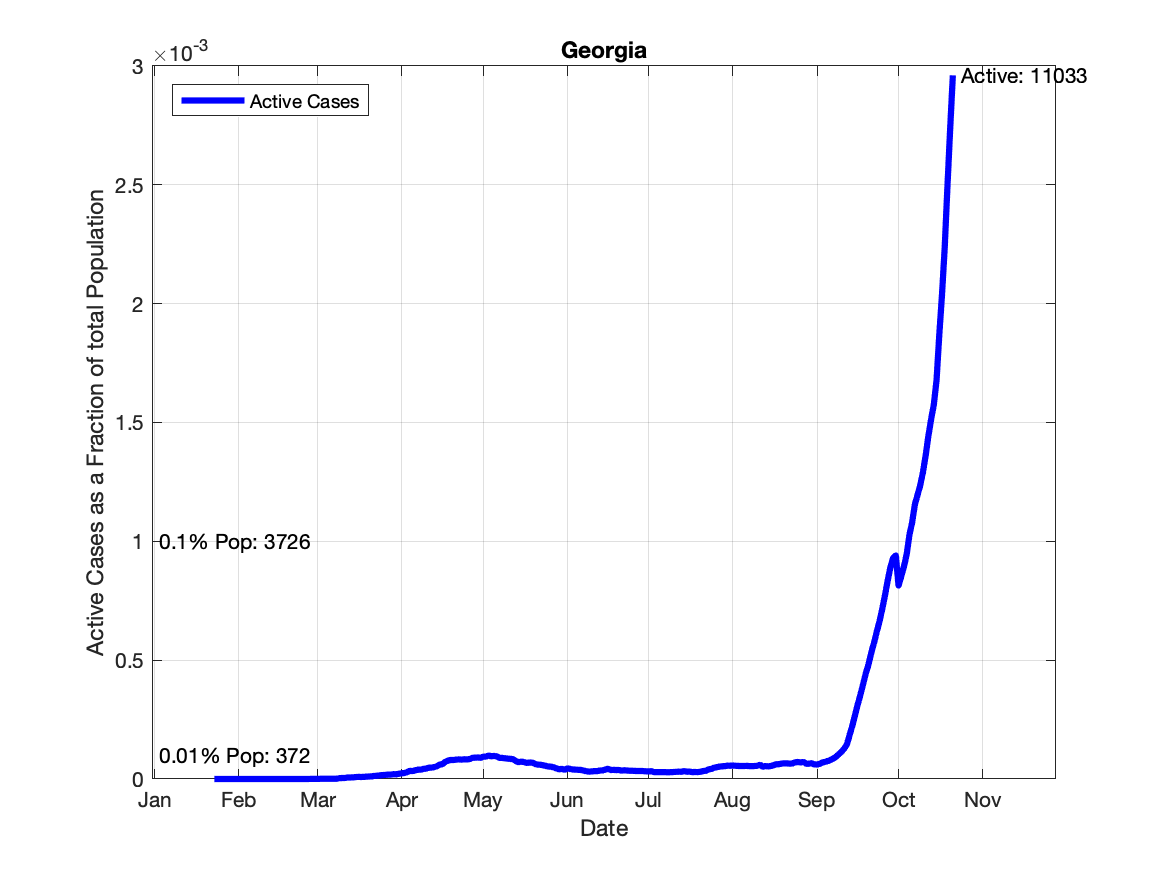 Georgia
×10-3
3
2.5
2
1.5
1
0.5
0
Active Cases as a Fraction of total Population
Active Cases
Active: 11033
0.1% Pop: 3726
0.01% Pop: 372
Jan Feb Mar Apr May Jun Jul Aug Sep Oct Nov
Date